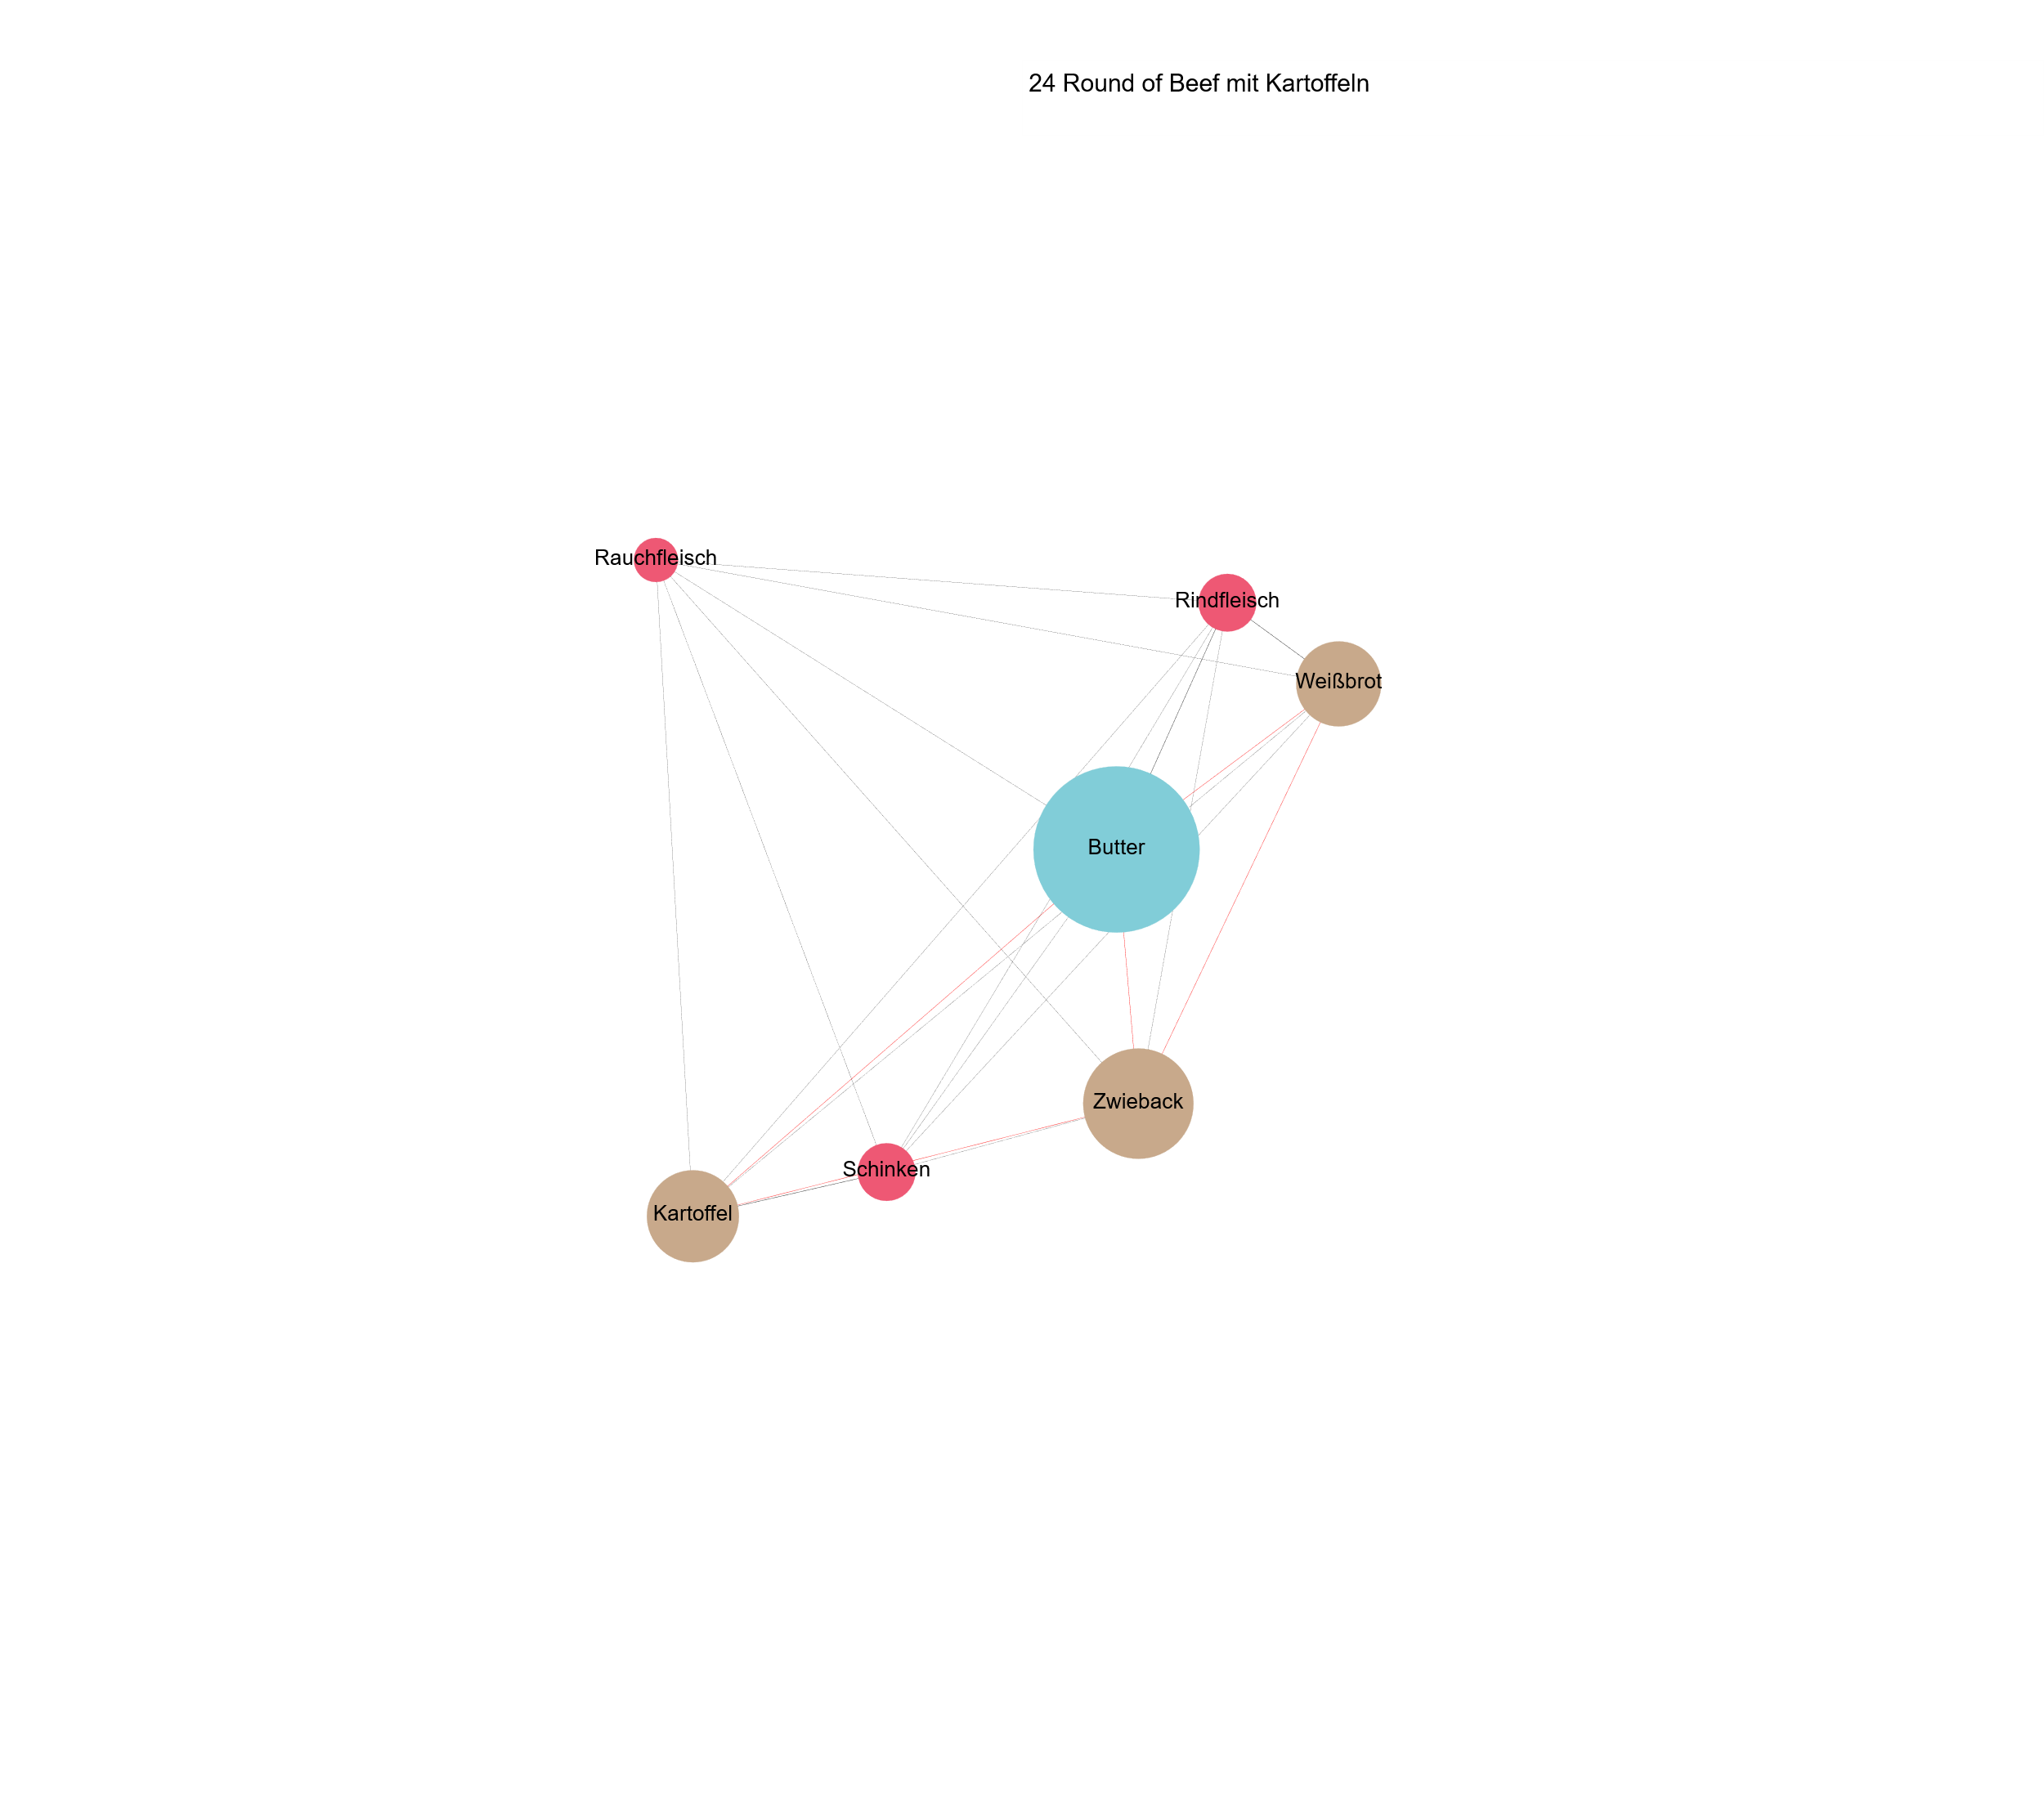 24 Round of Beef mit Kartoffeln
Rauchfleisch
Rindfleisch
Weißbrot
Butter
Zwieback
Schinken
Kartoffel